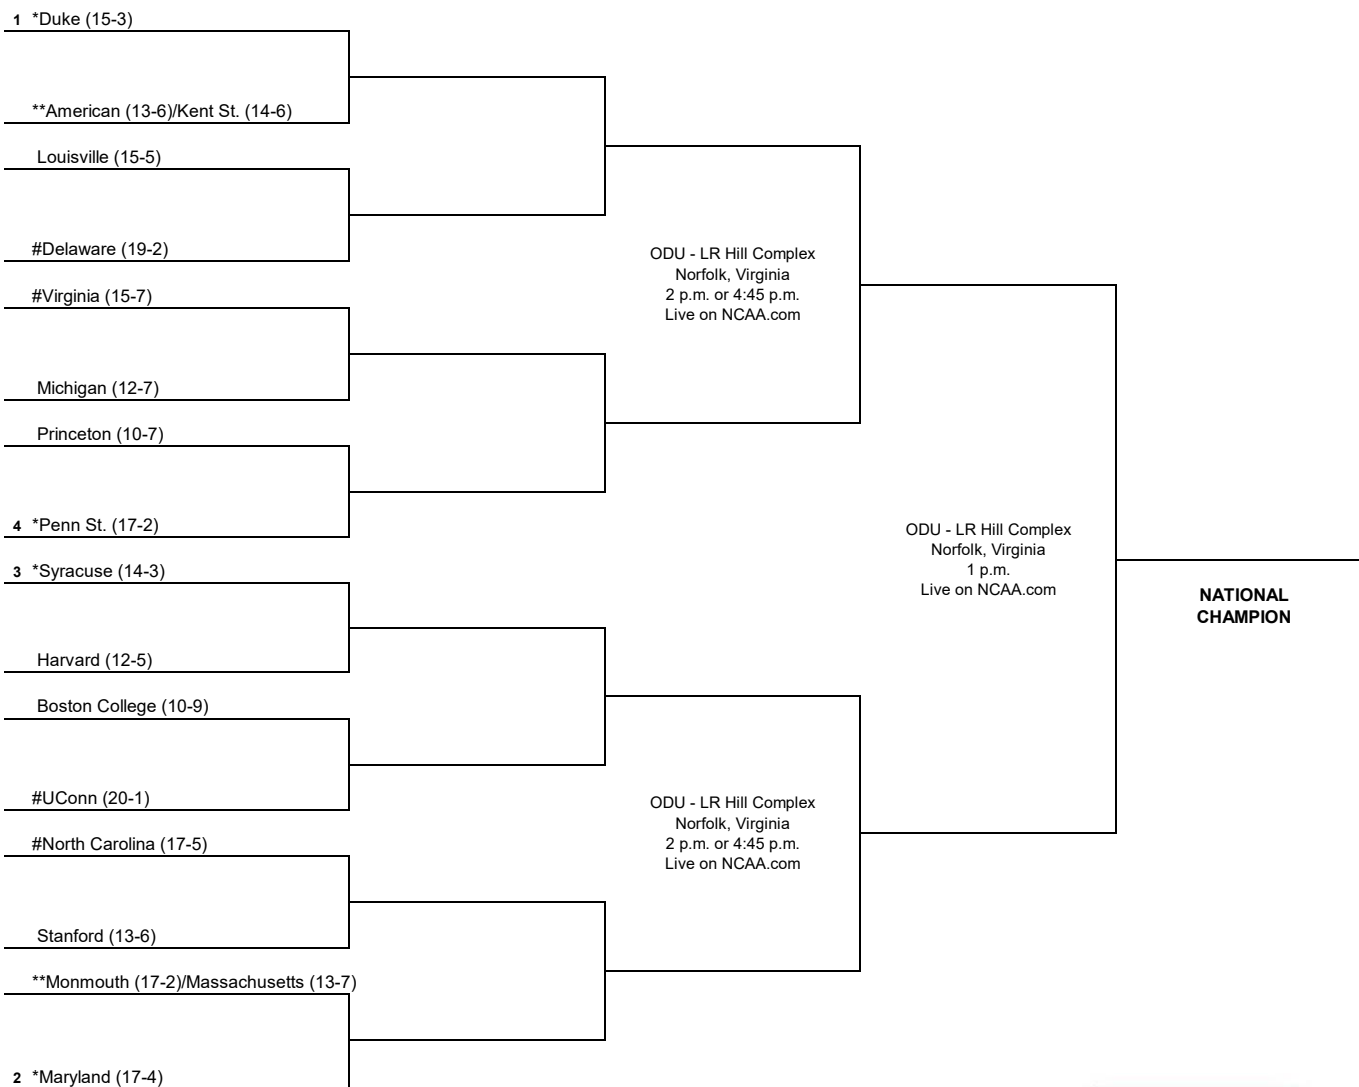 1 *Duke (15-3)
**American (13-6)/Kent St. (14-6)
Louisville (15-5)
#Delaware (19-2)
ODU - LR Hill Complex
Norfolk, Virginia
2 p.m. or 4:45 p.m.
Live on NCAA.com
#Virginia (15-7)
Michigan (12-7)
Princeton (10-7)
4 *Penn St. (17-2)
ODU - LR Hill Complex
Norfolk, Virginia
1 p.m.
Live on NCAA.com
NATIONAL
CHAMPION
3 *Syracuse (14-3)
Harvard (12-5)
Boston College (10-9)
#UConn (20-1)
ODU - LR Hill Complex
Norfolk, Virginia
2 p.m. or 4:45 p.m.
Live on NCAA.com
#North Carolina (17-5)
Stanford (13-6)
**Monmouth (17-2)/Massachusetts (13-7)
2 *Maryland (17-4)